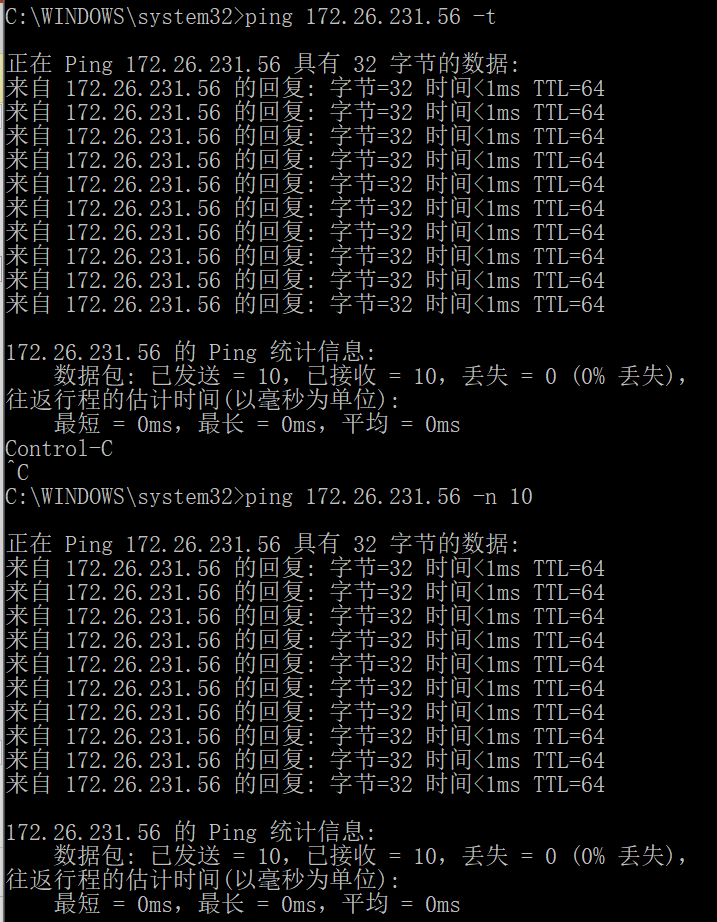 C:\WINDOWS\system32>ping 172.26.231.56 -t
正在 Ping 172.26.231.56 具有 32 字节的数据:
来自 172.26.231.56 的回复: 字节=32 时间<1ms TTL=64
来自 172.26.231.56 的回复: 字节=32 时间<1ms TTL=64
来自 172.26.231.56 的回复: 字节=32 时间<1ms TTL=64
来自 172.26.231.56 的回复: 字节=32 时间<1ms TTL=64
来自 172.26.231.56 的回复: 字节=32 时间<1ms TTL=64
来自 172.26.231.56 的回复: 字节=32 时间<1ms TTL=64
来自 172.26.231.56 的回复: 字节=32 时间<1ms TTL=64
来自 172.26.231.56 的回复: 字节=32 时间<1ms TTL=64
来自 172.26.231.56 的回复: 字节=32 时间<1ms TTL=64
来自 172.26.231.56 的回复: 字节=32 时间<1ms TTL=64
172.26.231.56 的 Ping 统计信息:
数据包: 已发送 = 10，已接收 = 10，丢失 = 0 (0% 丢失)，
往返行程的估计时间(以毫秒为单位):
最短 = 0ms，最长 = 0ms，平均 = 0ms
Control-C
^C
C:\WINDOWS\system32>ping 172.26.231.56 -n 10
正在 Ping 172.26.231.56 具有 32 字节的数据:
来自 172.26.231.56 的回复: 字节=32 时间<1ms TTL=64
来自 172.26.231.56 的回复: 字节=32 时间<1ms TTL=64
来自 172.26.231.56 的回复: 字节=32 时间<1ms TTL=64
来自 172.26.231.56 的回复: 字节=32 时间<1ms TTL=64
来自 172.26.231.56 的回复: 字节=32 时间<1ms TTL=64
来自 172.26.231.56 的回复: 字节=32 时间<1ms TTL=64
来自 172.26.231.56 的回复: 字节=32 时间<1ms TTL=64
来自 172.26.231.56 的回复: 字节=32 时间<1ms TTL=64
来自 172.26.231.56 的回复: 字节=32 时间<1ms TTL=64
来自 172.26.231.56 的回复: 字节=32 时间<1ms TTL=64
172.26.231.56 的 Ping 统计信息:
数据包: 已发送 = 10，已接收 = 10，丢失 = 0 (0% 丢失)，
往返行程的估计时间(以毫秒为单位):
最短 = 0ms，最长 = 0ms，平均 = 0ms